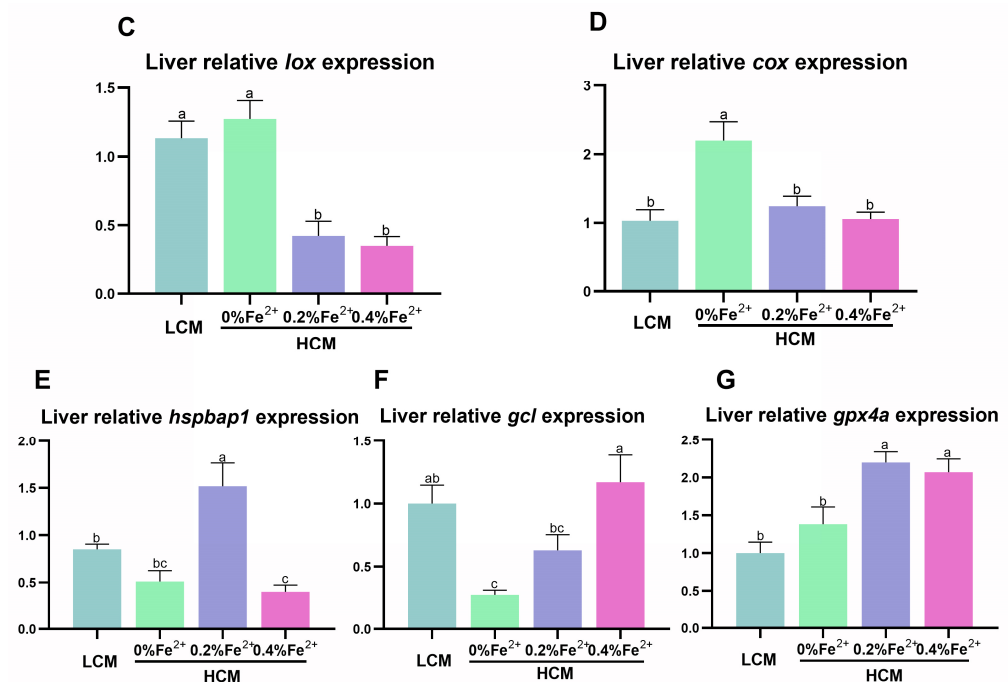 C
Liver relative lox expression
1.5
1.0
0.5
0.0
a
a
b
b
LCM
0%Fe²⁺ 0.2%Fe²⁺ 0.4%Fe²⁺
HCM
D
Liver relative cox expression
3
2
1
0
b
a
b
b
LCM
0%Fe²⁺ 0.2%Fe²⁺ 0.4%Fe²⁺
HCM
E
Liver relative hspbap1 expression
2.0
1.5
1.0
0.5
0.0
b
bc
a
c
LCM
0%Fe²⁺ 0.2%Fe²⁺ 0.4%Fe²⁺
HCM
F
Liver relative gcl expression
1.5
1.0
0.5
0.0
ab
c
bc
a
LCM
0%Fe²⁺ 0.2%Fe²⁺ 0.4%Fe²⁺
HCM
G
Liver relative gpx4a expression
2.5
2.0
1.5
1.0
0.5
0.0
b
b
a
a
LCM
0%Fe²⁺ 0.2%Fe²⁺ 0.4%Fe²⁺
HCM